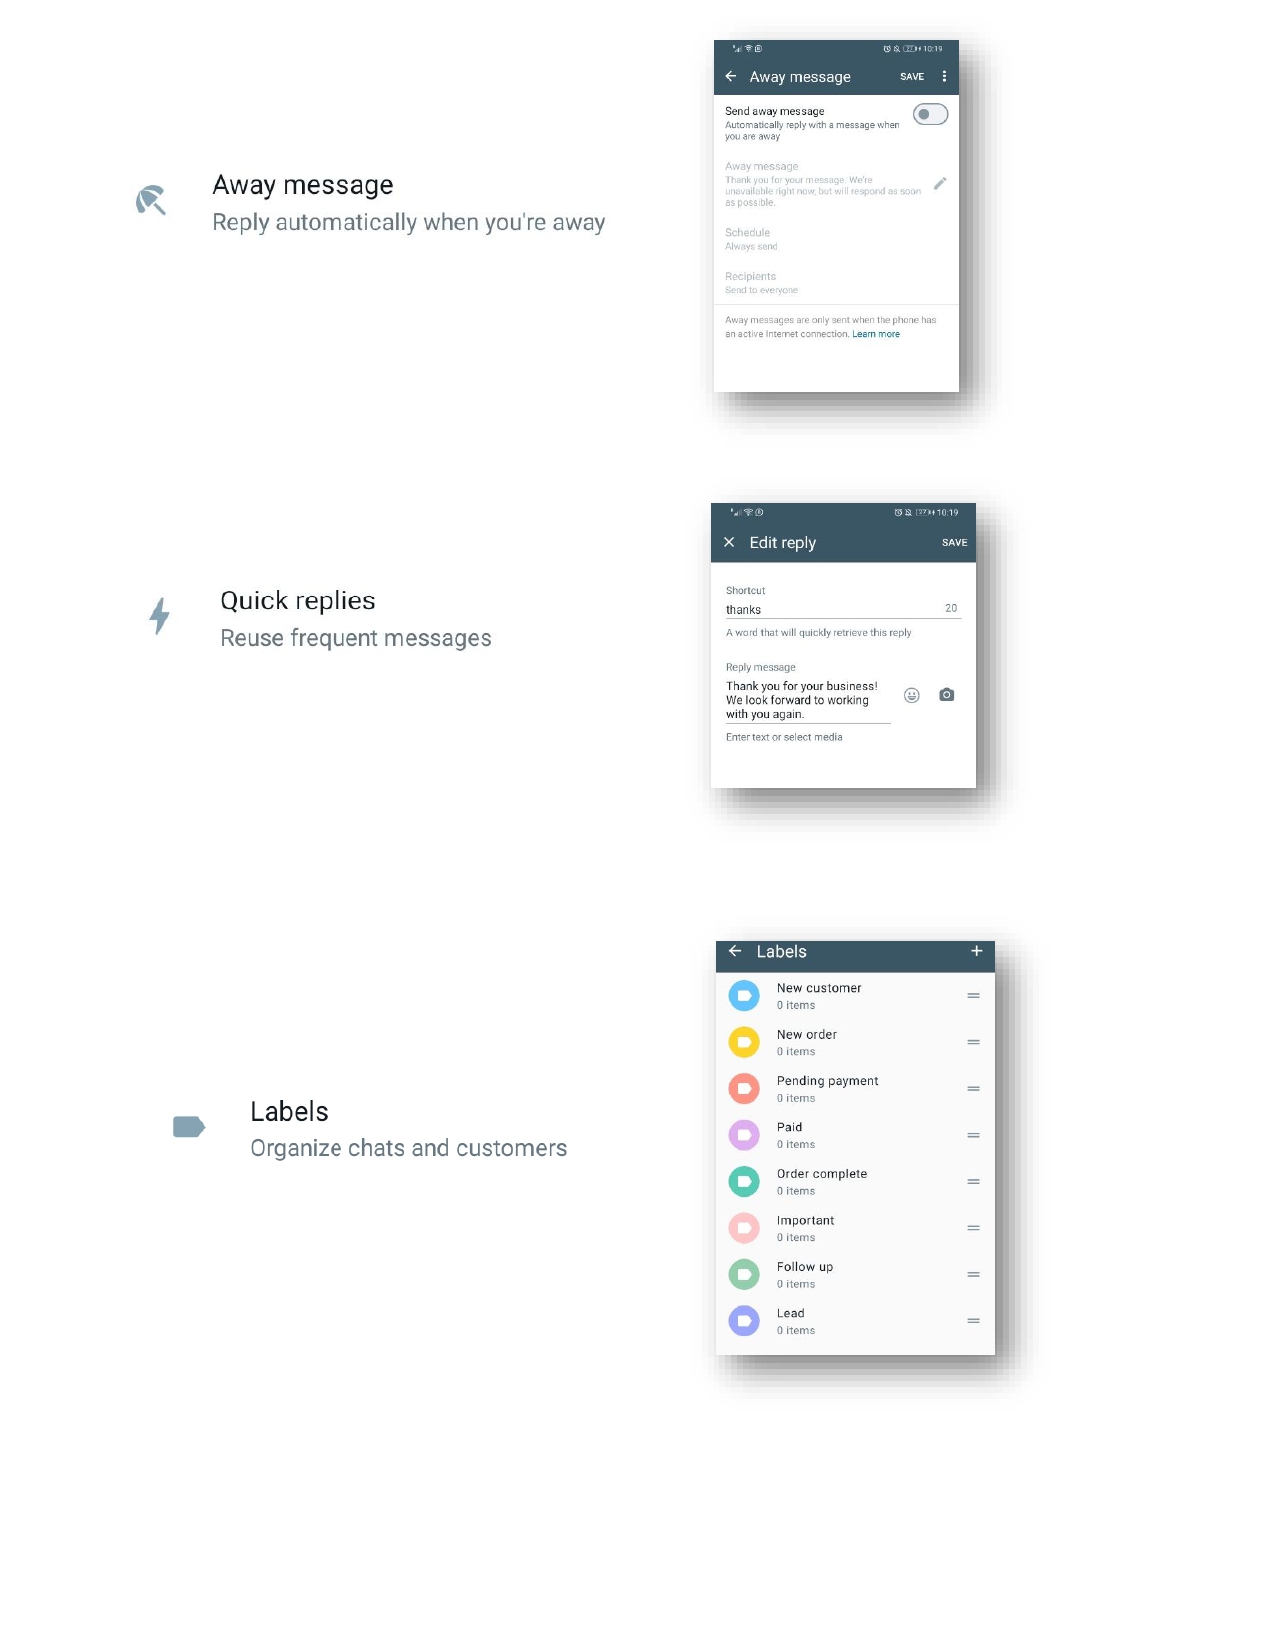 10:19
Away message
SAVE
Send away message
Automatically reply with a message when
you are away
Away message
Thank you for your message. We're
unavailable right now, but will respond as soon
as possible.
Schedule
Always send
Recipients
Send to everyone
Away messages are only sent when the phone has
an active Internet connection. Learn more
Away message
Reply automatically when you're away
27 10:19
Edit reply
SAVE
Shortcut
thanks
20
A word that will quickly retrieve this reply
Reply message
Thank you for your business!
We look forward to working
with you again.
Enter text or select media
Quick replies
Reuse frequent messages
Labels
New customer
0 items
New order
0 items
Pending payment
0 items
Paid
0 items
Order complete
0 items
Important
0 items
Follow up
0 items
Lead
0 items
Labels
Organize chats and customers